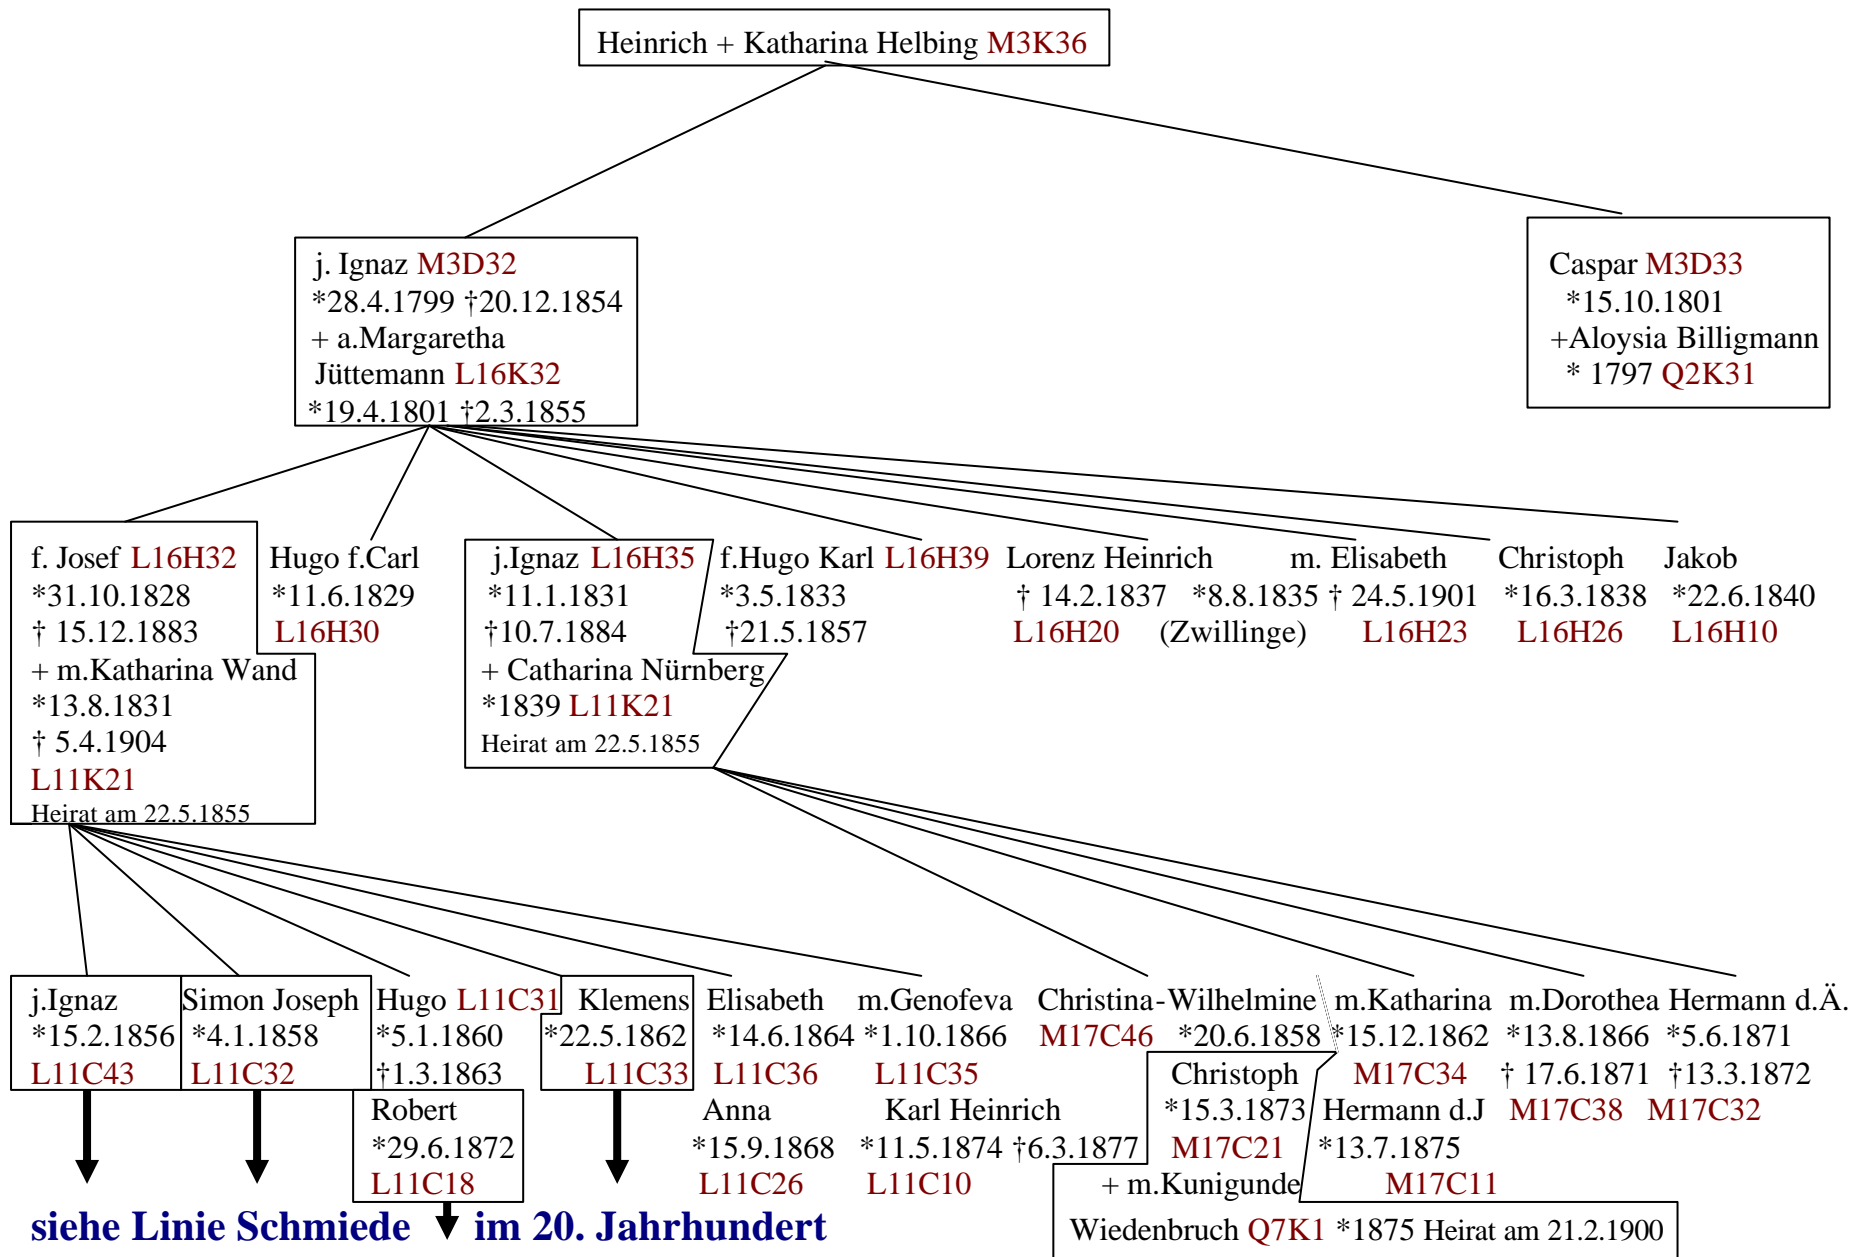 Heinrich + Katharina Helbing M3K36
j. Ignaz M3D32
*28.4.1799 †20.12.1854
+ a.Margaretha
Jüttemann L16K32
*19.4.1801 †2.3.1855
Caspar M3D33
*15.10.1801
+Aloysia Billigmann
* 1797 Q2K31
f. Josef L16H32
*31.10.1828
† 15.12.1883
+ m.Katharina Wand
*13.8.1831
† 5.4.1904
L11K21
Heirat am 22.5.1855
Hugo f.Carl
*11.6.1829
L16H30
j.Ignaz L16H35
*11.1.1831
†10.7.1884
+ Catharina Nürnberg
*1839 L11K21
Heirat am 22.5.1855
f.Hugo Karl L16H39
*3.5.1833
†21.5.1857
Lorenz Heinrich m. Elisabeth
† 14.2.1837 *8.8.1835 † 24.5.1901
L16H20 (Zwillinge) L16H23
Christoph
*16.3.1838
L16H26
Jakob
*22.6.1840
L16H10
j.Ignaz
*15.2.1856
L11C43
Simon Joseph
*4.1.1858
L11C32
Hugo L11C31
*5.1.1860
†1.3.1863
Robert
*29.6.1872
L11C18
Klemens
*22.5.1862
L11C33
Elisabeth
*14.6.1864
L11C36
Anna
*15.9.1868
L11C26
m.Genofeva
*1.10.1866
L11C35
Karl Heinrich
*11.5.1874 †6.3.1877
L11C10
Christina-Wilhelmine
M17C46 *20.6.1858
Christoph
*15.3.1873
M17C21
+ m.Kunigunde
Wiedenbruch Q7K1 *1875 Heirat am 21.2.1900
m.Katharina
*15.12.1862
M17C34
Hermann d.J
*13.7.1875
M17C11
m.Dorothea
*13.8.1866
† 17.6.1871
M17C38
Hermann d.Ä.
*5.6.1871
†13.3.1872
M17C32
siehe Linie Schmiede im 20. Jahrhundert